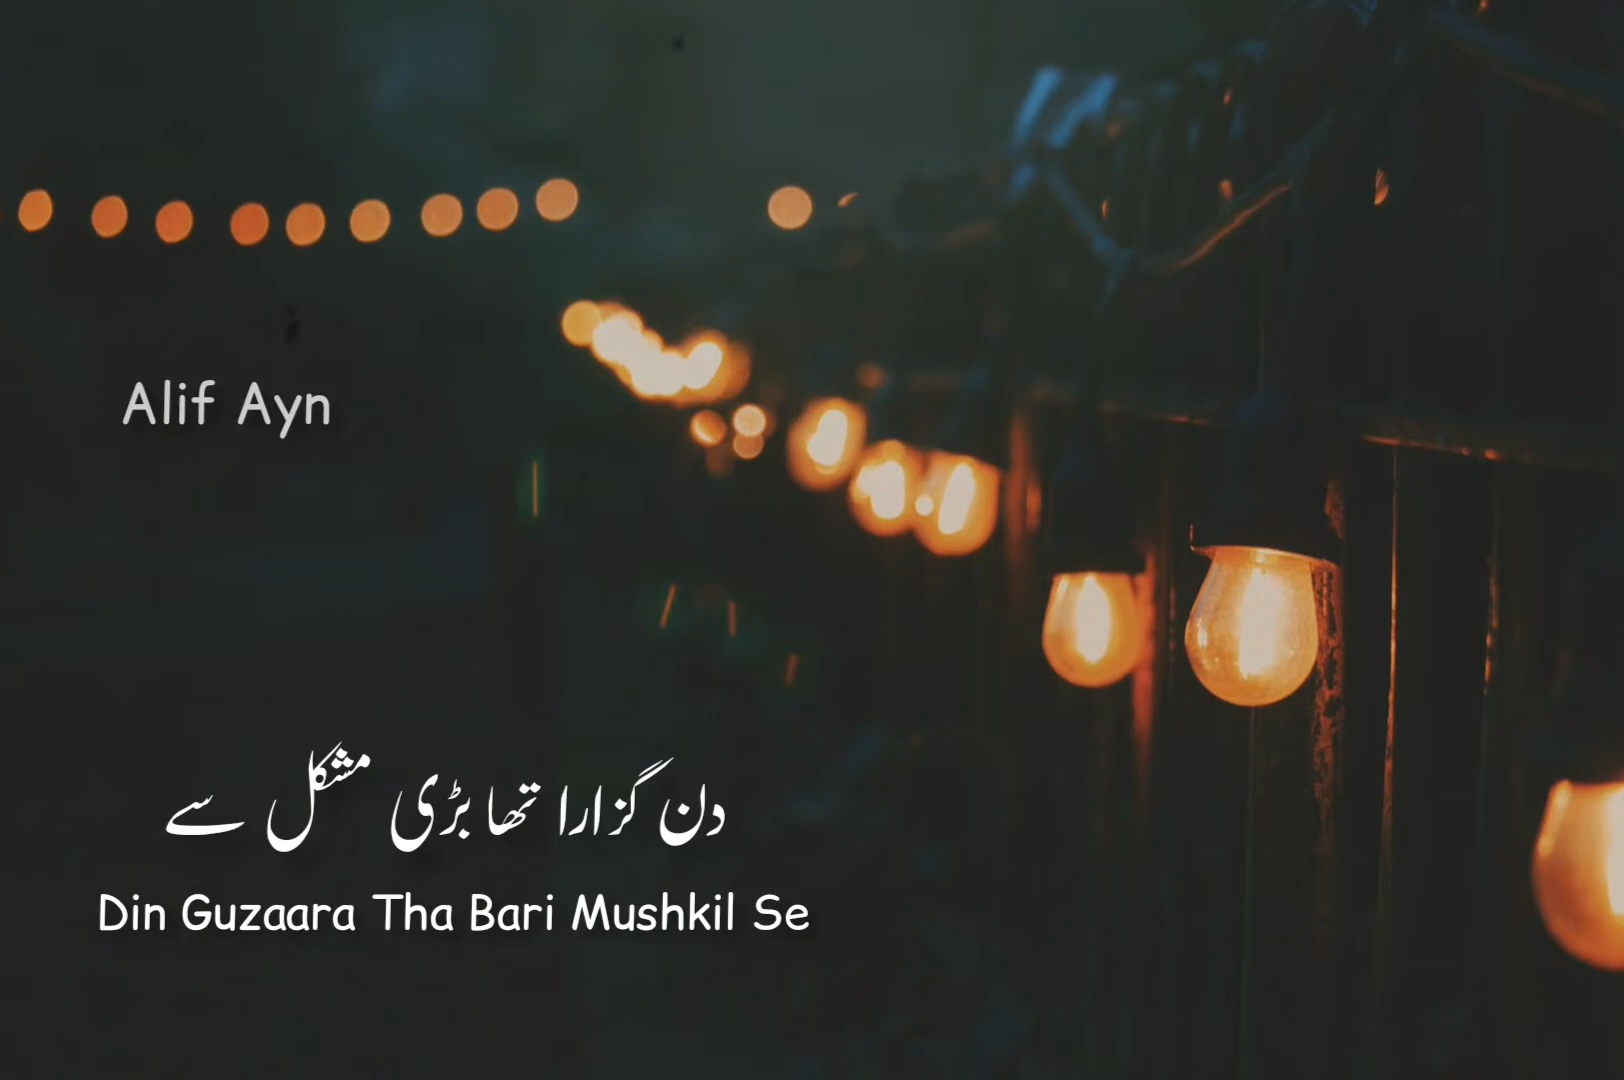 Alif Ayn
دن گزارا تھا بڑی مشکل سے
Din Guzaara Tha Bari Mushkil Se